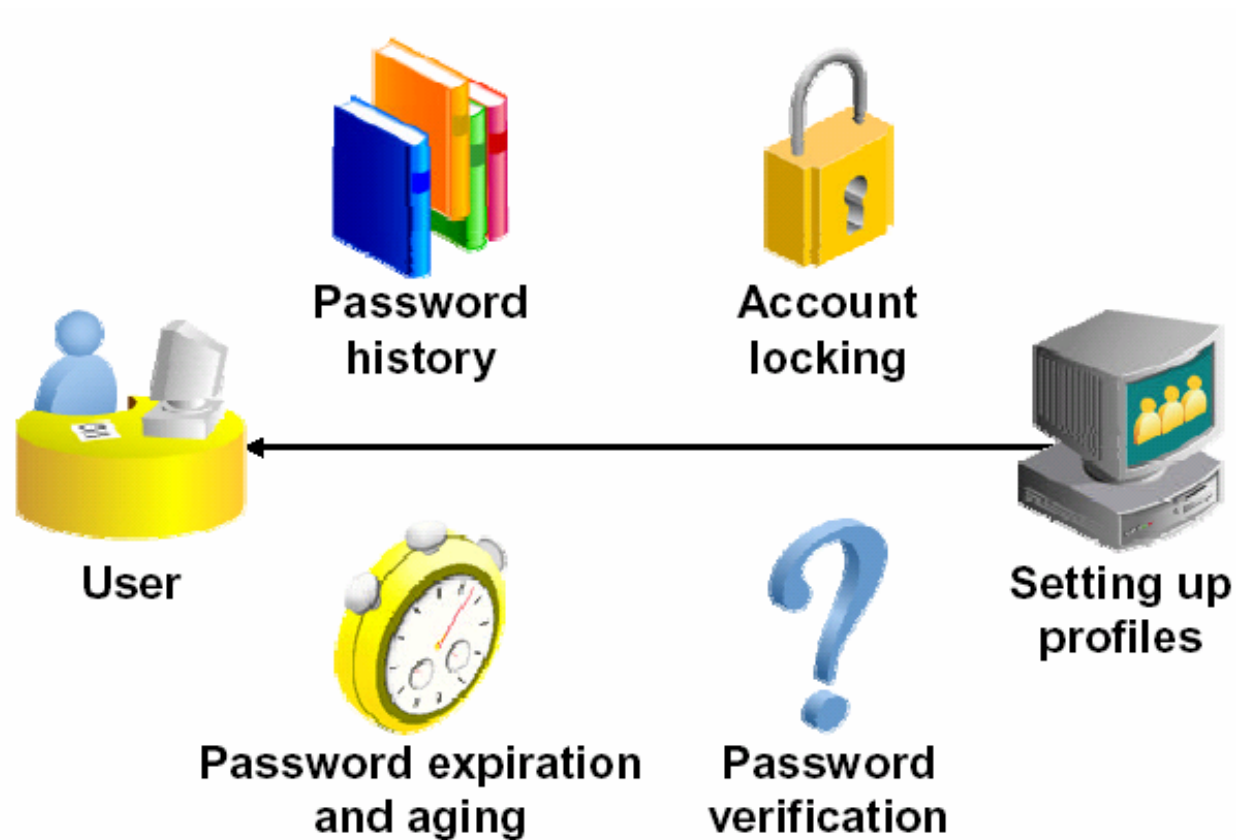 Password
history
Account
locking
User
Setting up
profiles
Password expiration
and aging
Password
verification